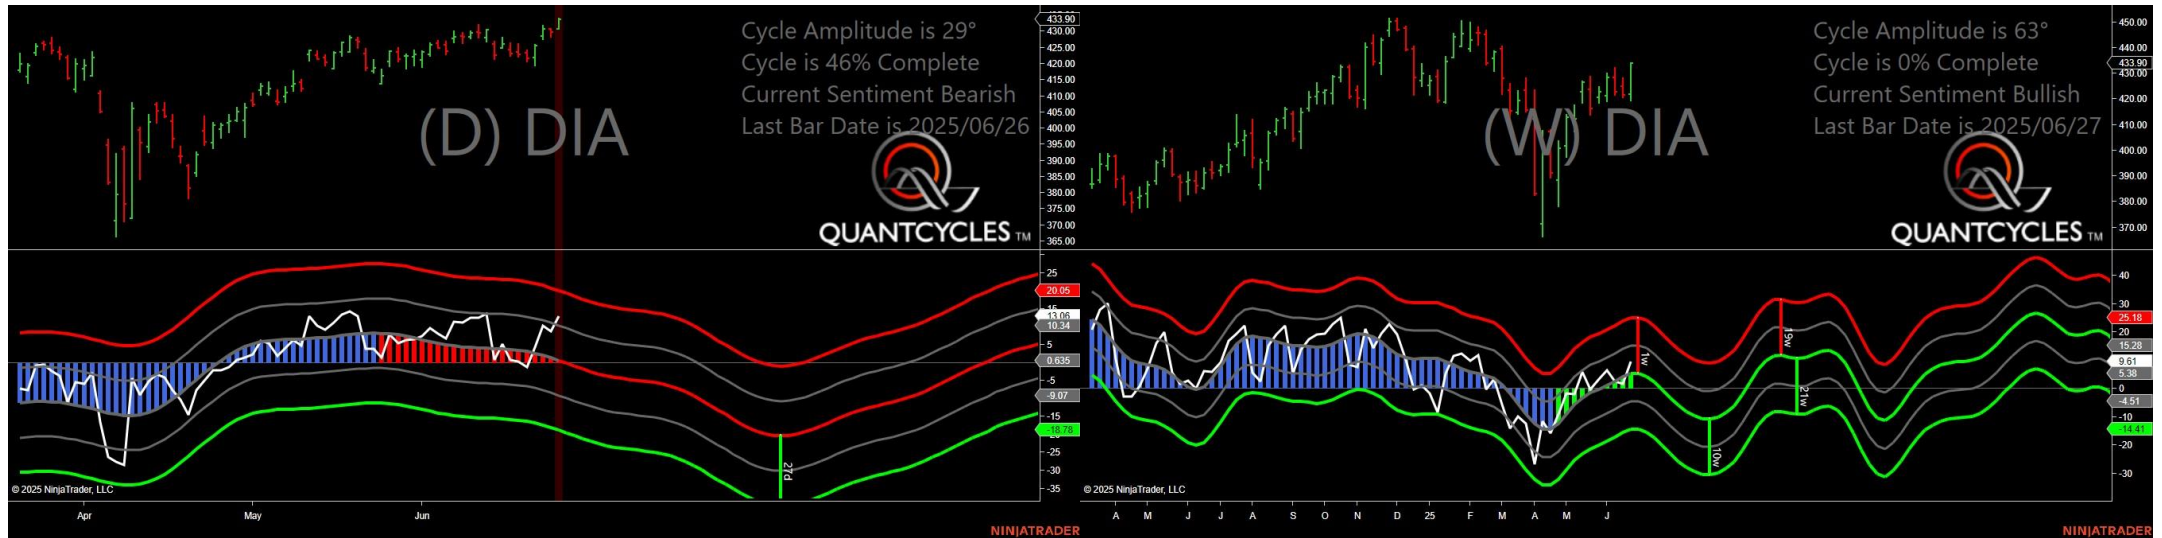 Cycle Amplitude is 29°
Cycle is 46% Complete
Current Sentiment Bearish
Last Bar Date is 2025/06/26
(D) DIA
QUANTCYCLES TM
433.90
430.00
425.00
420.00
415.00
410.00
405.00
400.00
395.00
390.00
385.00
380.00
375.00
370.00
365.00
25
20.05
15
13.06
10.34
5
0.635
-5
-9.07
-15
-18.78
-25
-30
-35
27d
© 2025 NinjaTrader, LLC
Apr May Jun
NINJATRADER
Cycle Amplitude is 63°
Cycle is 0% Complete
Current Sentiment Bullish
Last Bar Date is 2025/06/27
(W) DIA
QUANTCYCLES TM
450.00
440.00
433.90
430.00
420.00
410.00
400.00
390.00
380.00
370.00
40
30
25.18
20
15.28
9.61
5.38
0
-4.51
-10
-14.41
-20
-30
1w
19w
21w
10w
© 2025 NinjaTrader, LLC
A M J J A S O N D 25 F M A M J
NINJATRADER